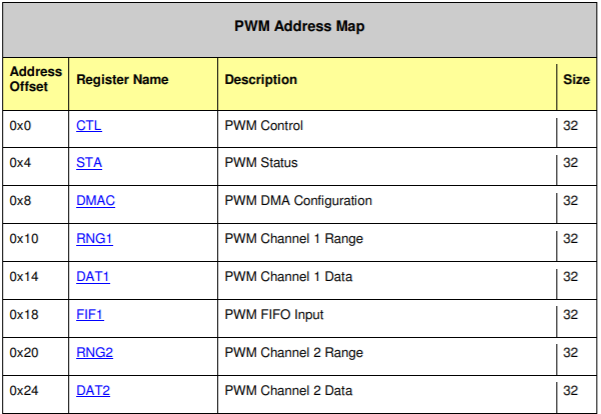 PWM Address Map
Address Offset Register Name Description Size
0x0 CTL PWM Control 32
0x4 STA PWM Status 32
0x8 DMAC PWM DMA Configuration 32
0x10 RNG1 PWM Channel 1 Range 32
0x14 DAT1 PWM Channel 1 Data 32
0x18 FIF1 PWM FIFO Input 32
0x20 RNG2 PWM Channel 2 Range 32
0x24 DAT2 PWM Channel 2 Data 32